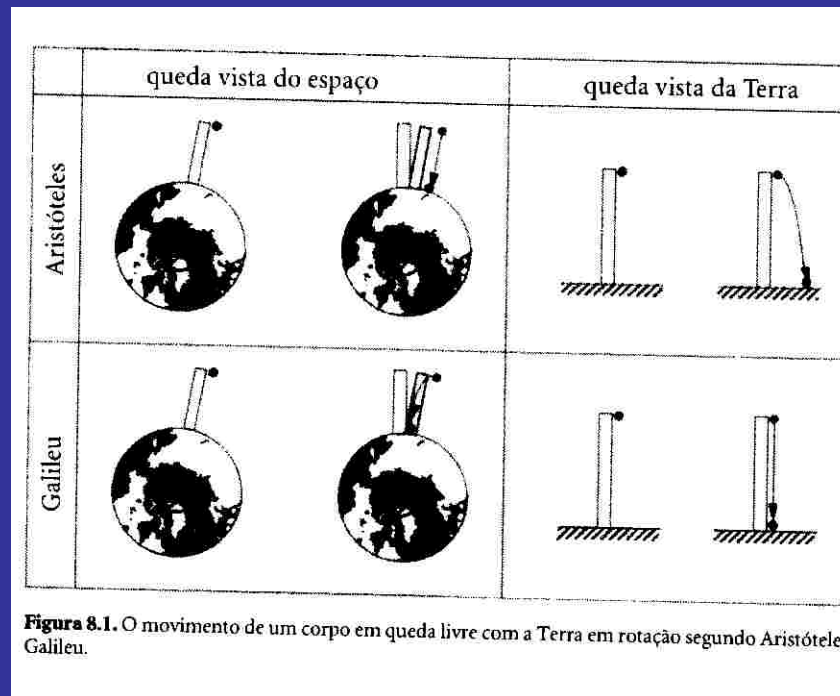 queda vista do espaço
queda vista da Terra
Aristóteles
Galileu
Figura 8.1. O movimento de um corpo em queda livre com a Terra em rotação segundo Aristótele
Galileu.